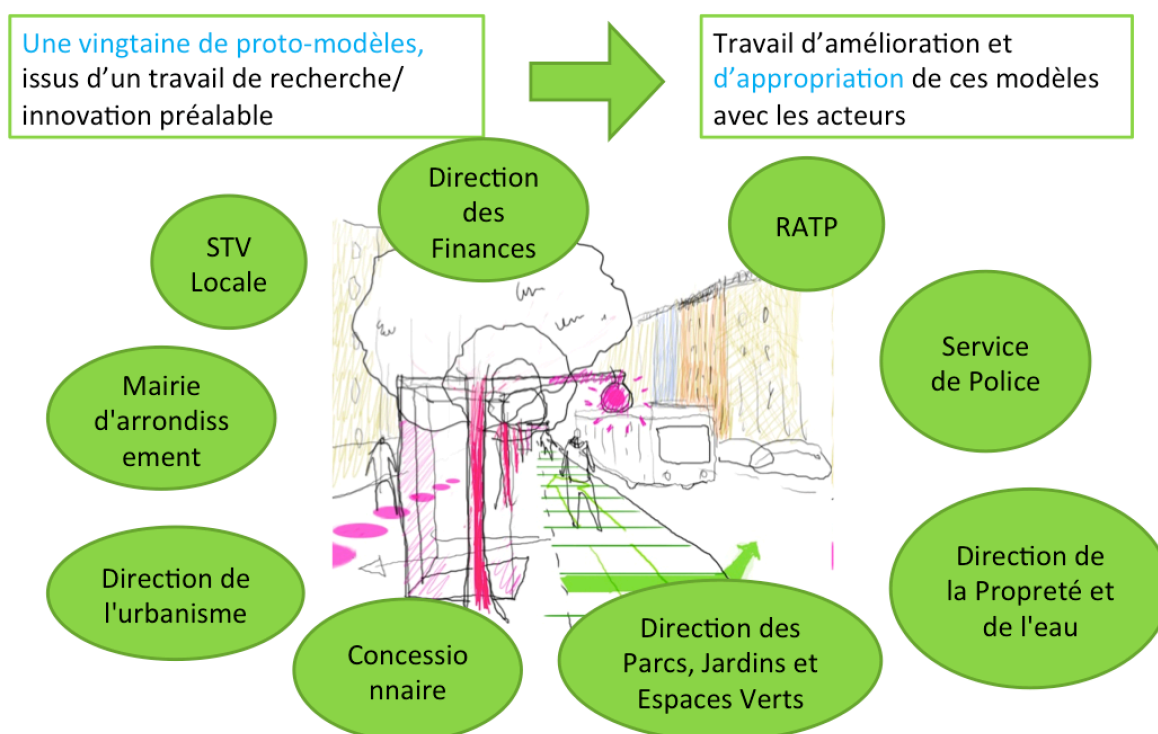 Une vingtaine de proto-modèles,
issus d'un travail de recherche/
innovation préalable
Travail d'amélioration et
d'appropriation de ces modèles
avec les acteurs
Direction
des
Finances
RATP
STV
Locale
Service
de Police
Mairie
d'arrondiss
ement
Direction de
l'urbanisme
Direction de
la Propreté et
de l'eau
Concessio
nnaire
Direction des
Parcs, Jardins et
Espaces Verts